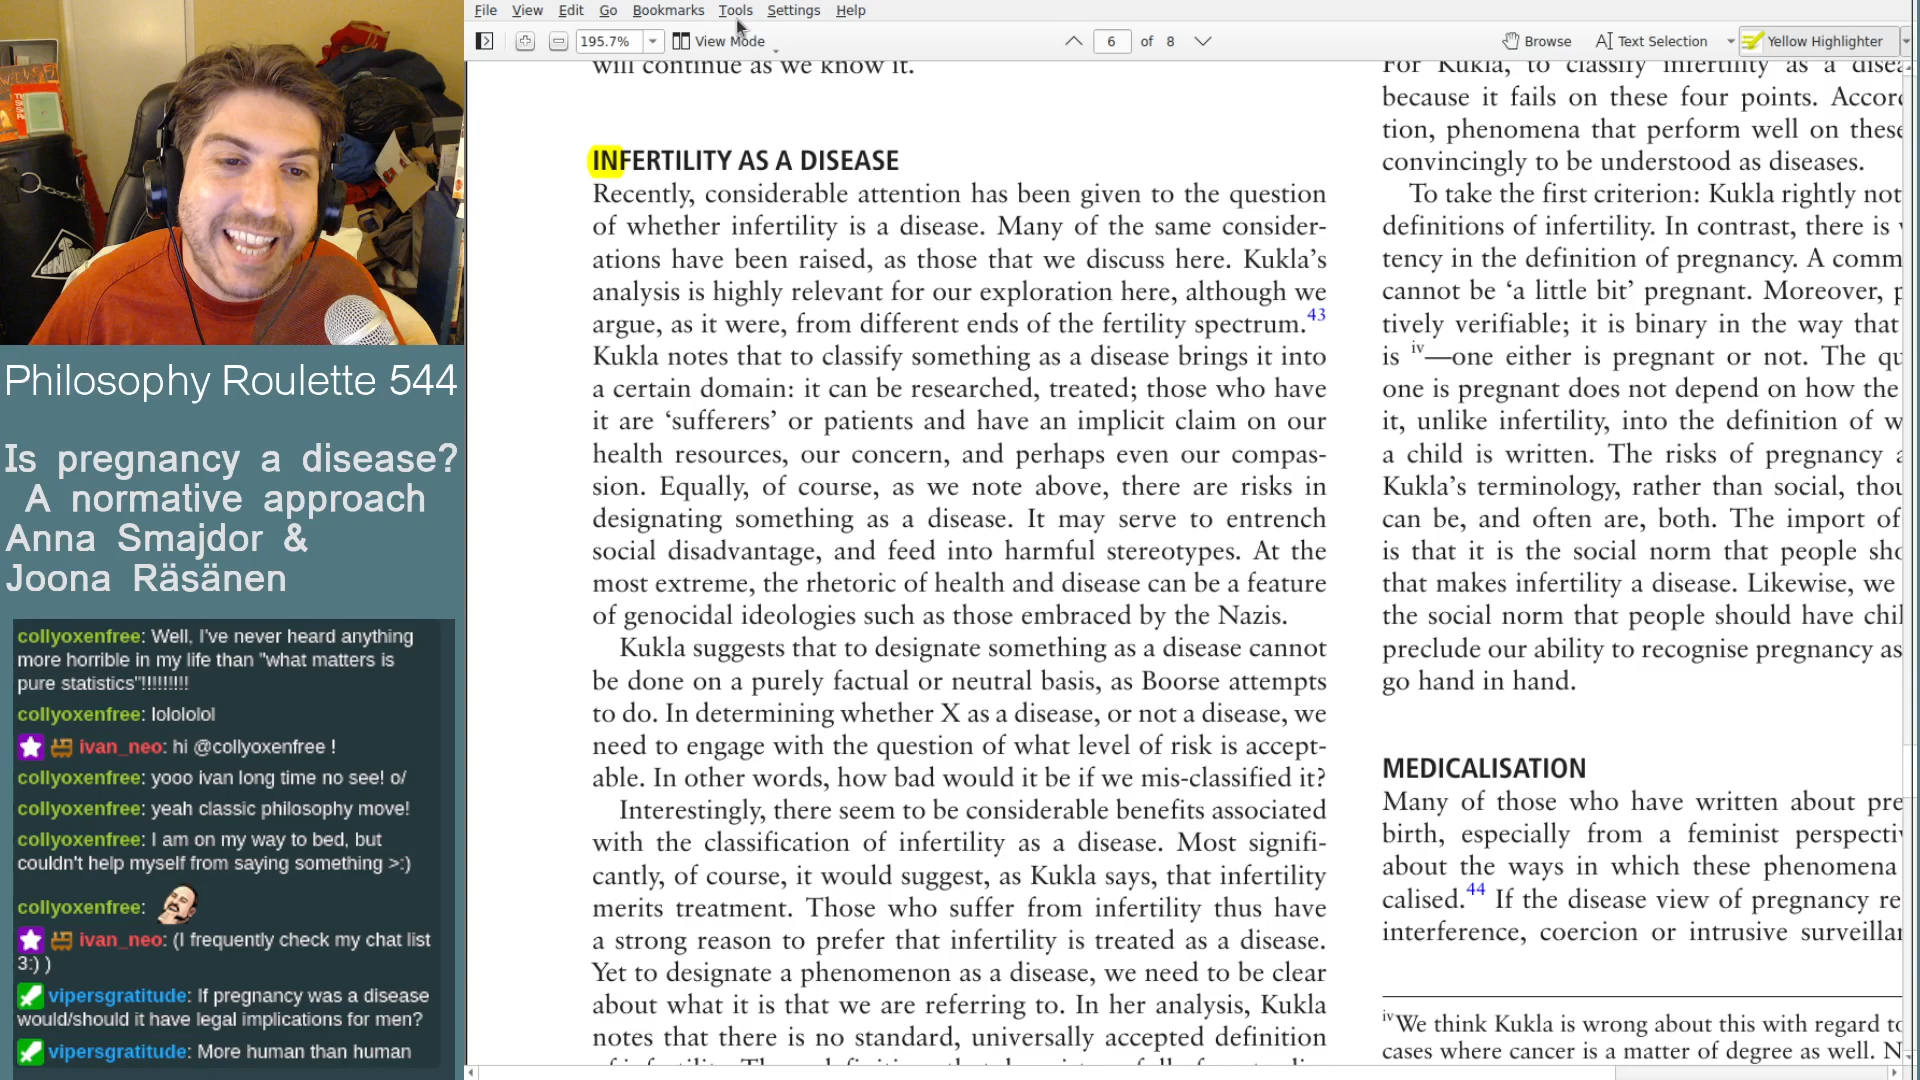 File View Edit Go Bookmarks Tools Settings Help
195.7% View Mode 6 of 8 Browse Text Selection Yellow Highlighter
will continue as we know it.
INFERTILITY AS A DISEASE
Recently, considerable attention has been given to the question
of whether infertility is a disease. Many of the same consider-
ations have been raised, as those that we discuss here. Kukla's
analysis is highly relevant for our exploration here, although we
argue, as it were, from different ends of the fertility spectrum.43
Kukla notes that to classify something as a disease brings it into
a certain domain: it can be researched, treated; those who have
it are 'sufferers' or patients and have an implicit claim on our
health resources, our concern, and perhaps even our compas-
sion. Equally, of course, as we note above, there are risks in
designating something as a disease. It may serve to entrench
social disadvantage, and feed into harmful stereotypes. At the
most extreme, the rhetoric of health and disease can be a feature
of genocidal ideologies such as those embraced by the Nazis.
Kukla suggests that to designate something as a disease cannot
be done on a purely factual or neutral basis, as Boorse attempts
to do. In determining whether X as a disease, or not a disease, we
need to engage with the question of what level of risk is accept-
able. In other words, how bad would it be if we mis-classified it?
Interestingly, there seem to be considerable benefits associated
with the classification of infertility as a disease. Most signifi-
cantly, of course, it would suggest, as Kukla says, that infertility
merits treatment. Those who suffer from infertility thus have
a strong reason to prefer that infertility is treated as a disease.
Yet to designate a phenomenon as a disease, we need to be clear
about what it is that we are referring to. In her analysis, Kukla
notes that there is no standard, universally accepted definition
For Kukla, to classify infertility as a
because it fails on these four points.
tion, phenomena that perform well on these
convincingly to be understood as diseases.
To take the first criterion: Kukla rightly
definitions of infertility. In contrast, there is
tency in the definition of pregnancy. A
cannot be 'a little bit' pregnant. Moreover,
tively verifiable; it is binary in the way that
is iv—one either is pregnant or not. The
one is pregnant does not depend on how the
it, unlike infertility, into the definition of
a child is written. The risks of pregnancy
Kukla's terminology, rather than social,
can be, and often are, both. The import of
is that it is the social norm that people
that makes infertility a disease. Likewise, we
the social norm that people should have
preclude our ability to recognise pregnancy as
go hand in hand.
MEDICALISATION
Many of those who have written about
birth, especially from a feminist
about the ways in which these phenomena
calised.44 If the disease view of pregnancy
interference, coercion or intrusive
ivWe think Kukla is wrong about this with regard to
cases where cancer is a matter of degree as well.
Philosophy Roulette 544
Is pregnancy a disease?
A normative approach
Anna Smajdor &
Joona Räsänen
collyoxenfree: Well, I've never heard anything
more horrible in my life than "what matters is
pure statistics"!!!!!!!!!
collyoxenfree: lolololol
ivan_neo: hi @collyoxenfree !
collyoxenfree: yooo ivan long time no see! o/
collyoxenfree: yeah classic philosophy move!
collyoxenfree: I am on my way to bed, but
couldn't help myself from saying something >:)
collyoxenfree:
ivan_neo: (I frequently check my chat list
3:) )
vipersgratitude: If pregnancy was a disease
would/should it have legal implications for men?
vipersgratitude: More human than human